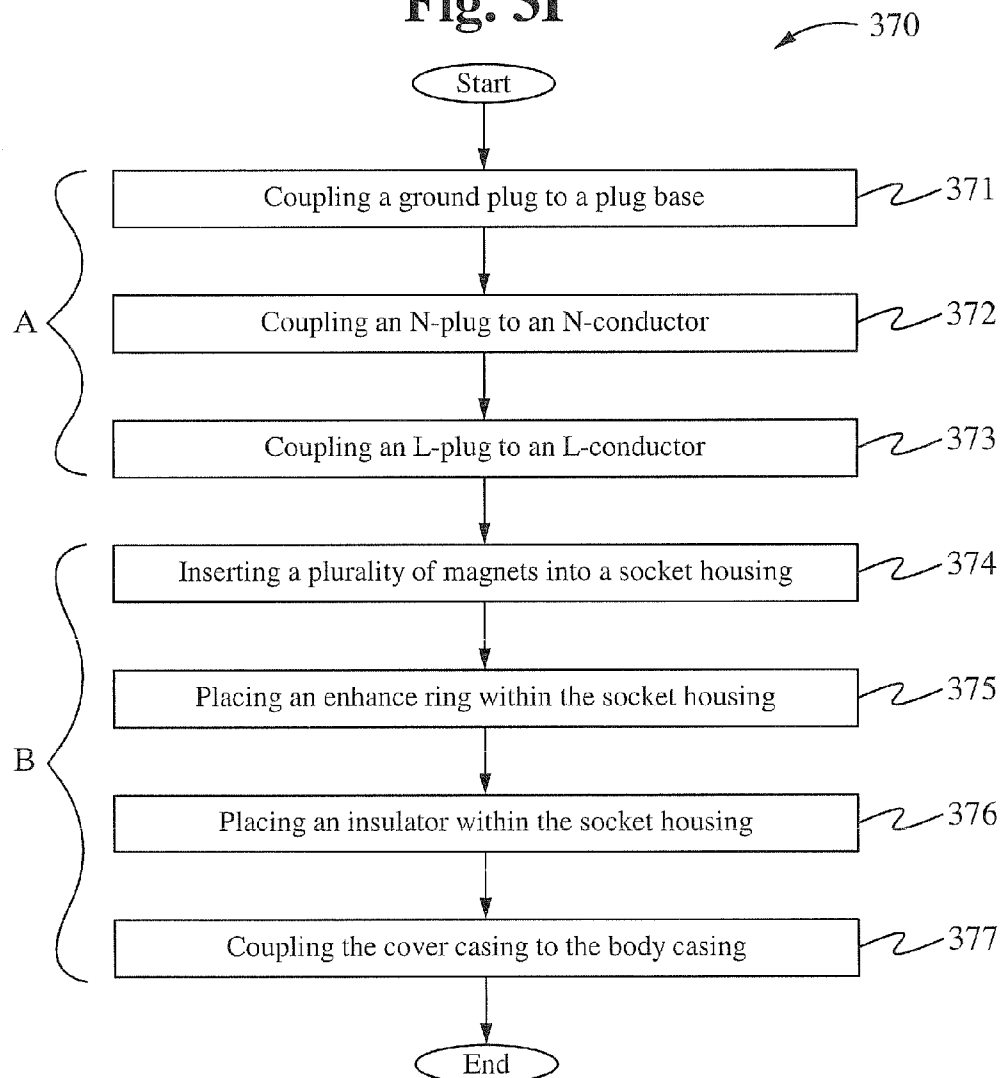 Fig. 3I
370
Start
Coupling a ground plug to a plug base
371
Coupling an N-plug to an N-conductor
372
A
Coupling an L-plug to an L-conductor
373
Inserting a plurality of magnets into a socket housing
374
Placing an enhance ring within the socket housing
375
B
Placing an insulator within the socket housing
376
Coupling the cover casing to the body casing
377
End